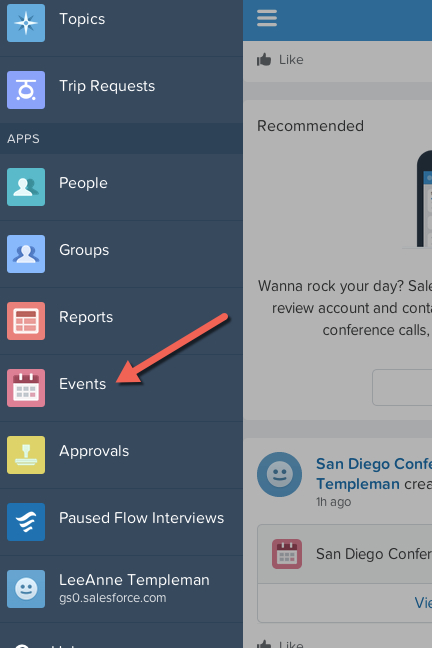 Topics
Trip Requests
APPS
People
Groups
Reports
Events
Approvals
Paused Flow Interviews
LeeAnne Templeman
gs0.salesforce.com
Like
Recommended
Wanna rock your day? Sale
review account and conta
conference calls,
San Diego Confe
Templeman crea
1h ago
San Diego Confer
Vie
Like